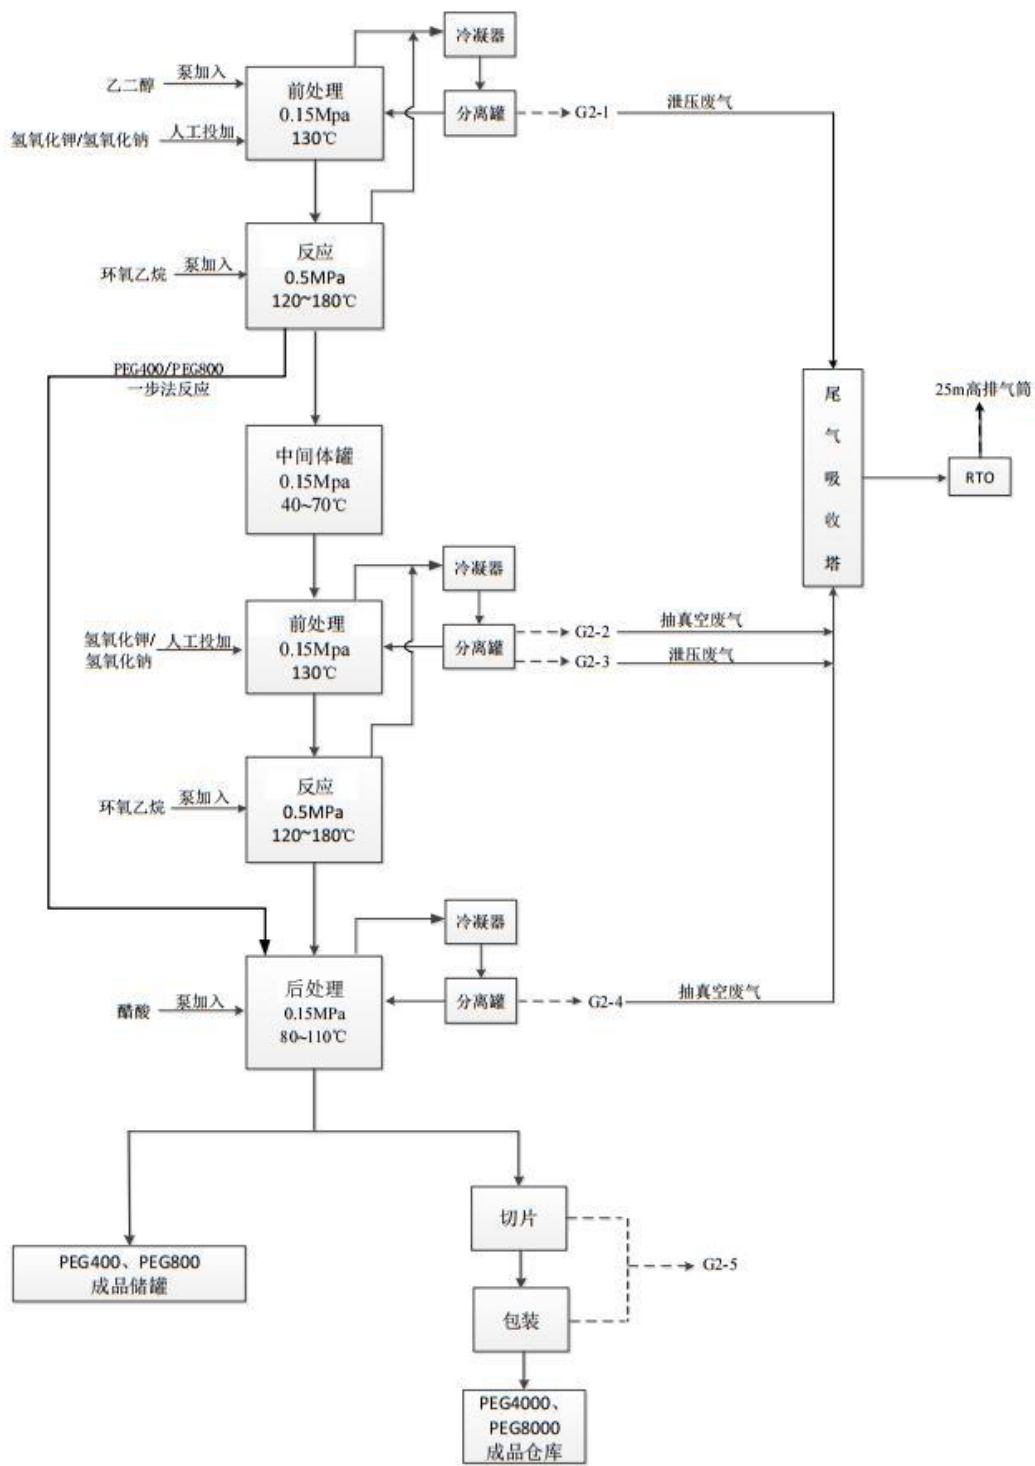 冷凝器
乙二醇
泵加入
前处理
0.15Mpa
130℃
分离罐
G2-1
泄压废气
氢氧化钾/氢氧化钠
人工投加
反应
0.5MPa
120~180℃
环氧乙烷
泵加入
PEG400/PEG800
一步法反应
尾
气
吸
收
塔
25m高排气筒
RTO
中间体罐
0.15Mpa
40~70℃
冷凝器
氢氧化钾/
氢氧化钠
人工投加
前处理
0.15Mpa
130℃
分离罐
G2-2
抽真空废气
G2-3
泄压废气
环氧乙烷
泵加入
反应
0.5MPa
120~180℃
冷凝器
醋酸
泵加入
后处理
0.15MPa
80~110℃
分离罐
G2-4
抽真空废气
切片
G2-5
PEG400、PEG800
成品储罐
包装
PEG4000、
PEG8000
成品仓库